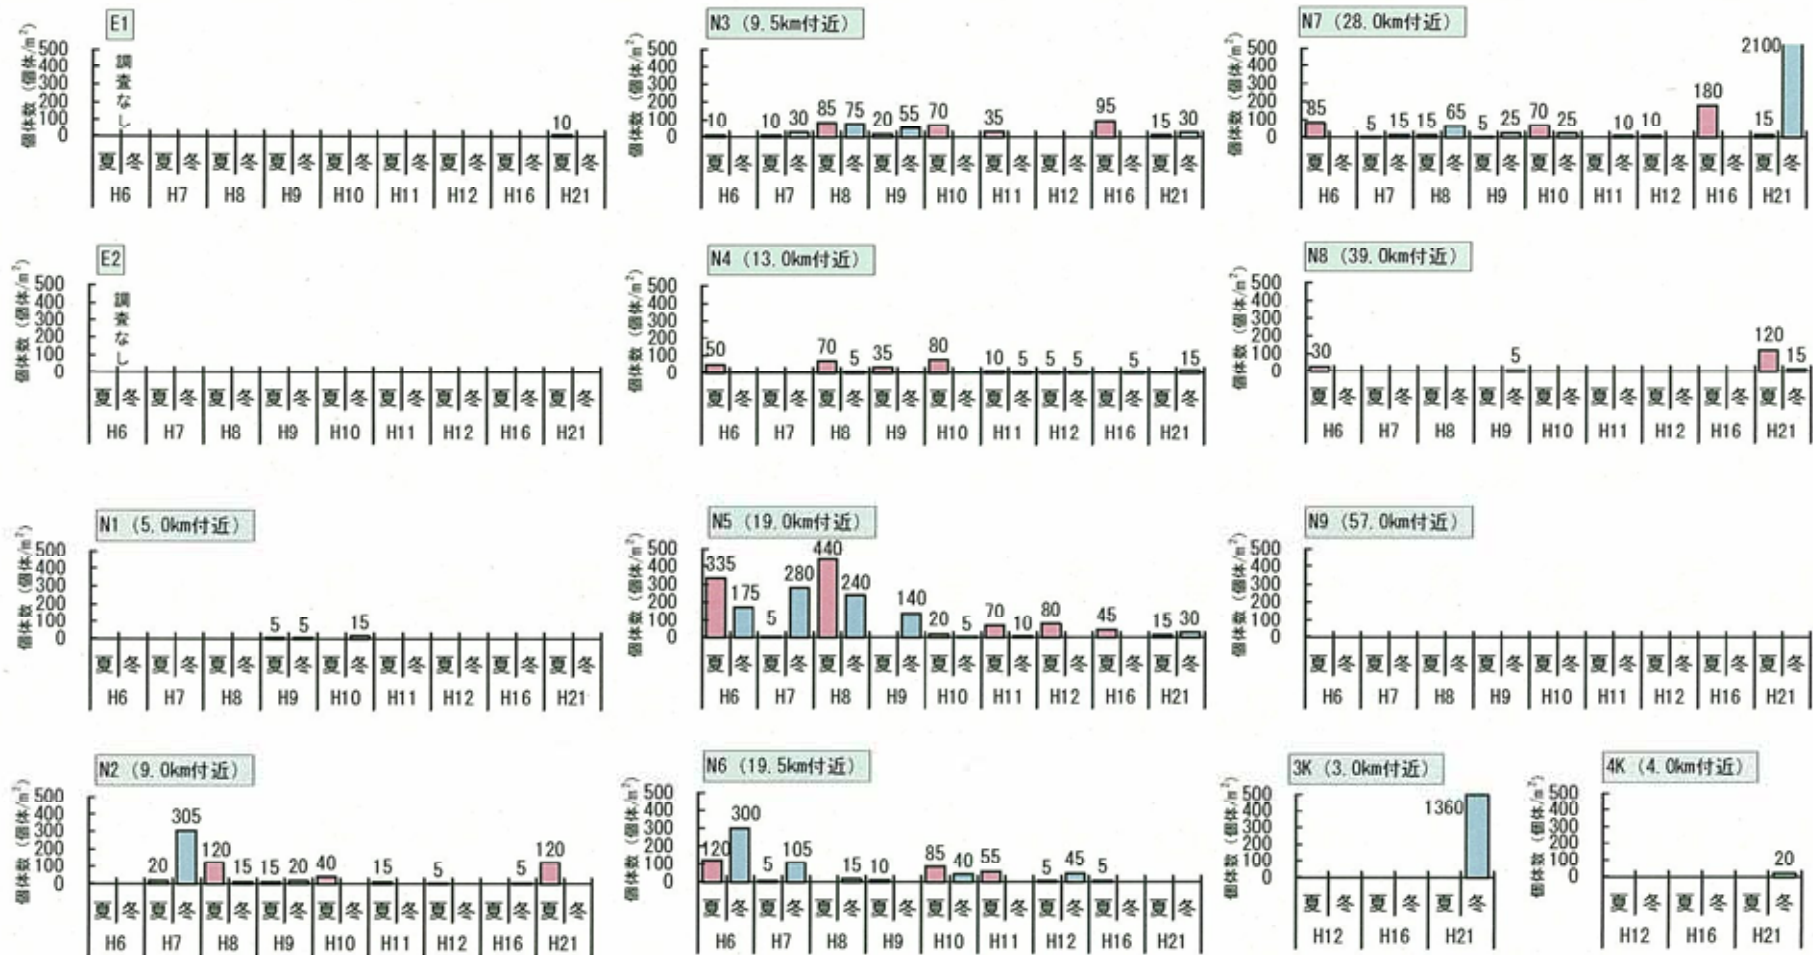 E1
個体数 (個体/m²)
500
400
300
200
100
0
調査なし
10
夏 冬 夏 冬 夏 冬 夏 冬 夏 冬 夏 冬 夏 冬 夏 冬 夏 冬
H6 H7 H8 H9 H10 H11 H12 H16 H21
N3 (9.5km付近)
個体数 (個体/m²)
500
400
300
200
100
0
10 10 30 85 75 20 55 70 35 95 15 30
夏 冬 夏 冬 夏 冬 夏 冬 夏 冬 夏 冬 夏 冬 夏 冬 夏 冬
H6 H7 H8 H9 H10 H11 H12 H16 H21
N7 (28.0km付近)
個体数 (個体/m²)
500
400
300
200
100
0
85 5 15 15 65 5 25 70 25 10 10 180 15 2100
夏 冬 夏 冬 夏 冬 夏 冬 夏 冬 夏 冬 夏 冬 夏 冬 夏 冬
H6 H7 H8 H9 H10 H11 H12 H16 H21
E2
個体数 (個体/m²)
500
400
300
200
100
0
調査なし
夏 冬 夏 冬 夏 冬 夏 冬 夏 冬 夏 冬 夏 冬 夏 冬 夏 冬
H6 H7 H8 H9 H10 H11 H12 H16 H21
N4 (13.0km付近)
個体数 (個体/m²)
500
400
300
200
100
0
50 70 5 35 80 10 5 5 5 5 15
夏 冬 夏 冬 夏 冬 夏 冬 夏 冬 夏 冬 夏 冬 夏 冬 夏 冬
H6 H7 H8 H9 H10 H11 H12 H16 H21
N8 (39.0km付近)
個体数 (個体/m²)
500
400
300
200
100
0
30 5 120 15
夏 冬 夏 冬 夏 冬 夏 冬 夏 冬 夏 冬 夏 冬 夏 冬 夏 冬
H6 H7 H8 H9 H10 H11 H12 H16 H21
N1 (5.0km付近)
個体数 (個体/m²)
500
400
300
200
100
0
5 5 15
夏 冬 夏 冬 夏 冬 夏 冬 夏 冬 夏 冬 夏 冬 夏 冬 夏 冬
H6 H7 H8 H9 H10 H11 H12 H16 H21
N5 (19.0km付近)
個体数 (個体/m²)
500
400
300
200
100
0
335 175 5 280 440 240 140 20 5 70 10 80 45 15 30
夏 冬 夏 冬 夏 冬 夏 冬 夏 冬 夏 冬 夏 冬 夏 冬 夏 冬
H6 H7 H8 H9 H10 H11 H12 H16 H21
N9 (57.0km付近)
個体数 (個体/m²)
500
400
300
200
100
0
夏 冬 夏 冬 夏 冬 夏 冬 夏 冬 夏 冬 夏 冬 夏 冬 夏 冬
H6 H7 H8 H9 H10 H11 H12 H16 H21
N2 (9.0km付近)
個体数 (個体/m²)
500
400
300
200
100
0
20 305 120 15 15 20 40 15 5 5 120
夏 冬 夏 冬 夏 冬 夏 冬 夏 冬 夏 冬 夏 冬 夏 冬 夏 冬
H6 H7 H8 H9 H10 H11 H12 H16 H21
N6 (19.5km付近)
個体数 (個体/m²)
500
400
300
200
100
0
120 300 5 105 15 10 85 40 55 5 45 5
夏 冬 夏 冬 夏 冬 夏 冬 夏 冬 夏 冬 夏 冬 夏 冬 夏 冬
H6 H7 H8 H9 H10 H11 H12 H16 H21
3K (3.0km付近)
個体数 (個体/m²)
500
400
300
200
100
0
1360
夏 冬 夏 冬 夏 冬
H12 H16 H21
4K (4.0km付近)
個体数 (個体/m²)
500
400
300
200
100
0
20
夏 冬 夏 冬 夏 冬
H12 H16 H21